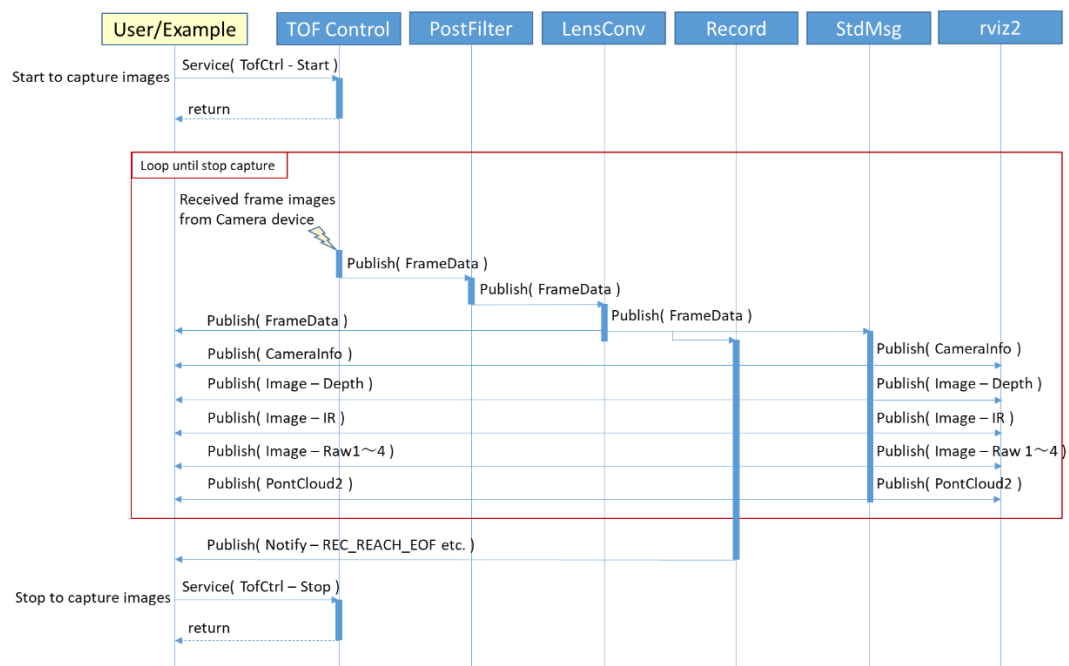 User/Example
TOF Control
PostFilter
LensConv
Record
StdMsg
rviz2
Start to capture images
Service( TofCtrl - Start )
return
Loop until stop capture
Received frame images
from Camera device
Publish( FrameData )
Publish( FrameData )
Publish( FrameData )
Publish( FrameData )
Publish( CameraInfo )
Publish( CameraInfo )
Publish( Image – Depth )
Publish( Image – Depth )
Publish( Image – IR )
Publish( Image – IR )
Publish( Image – Raw1～4 )
Publish( Image – Raw 1～4 )
Publish( PontCloud2 )
Publish( PontCloud2 )
Publish( Notify – REC_REACH_EOF etc. )
Stop to capture images
Service( TofCtrl – Stop )
return